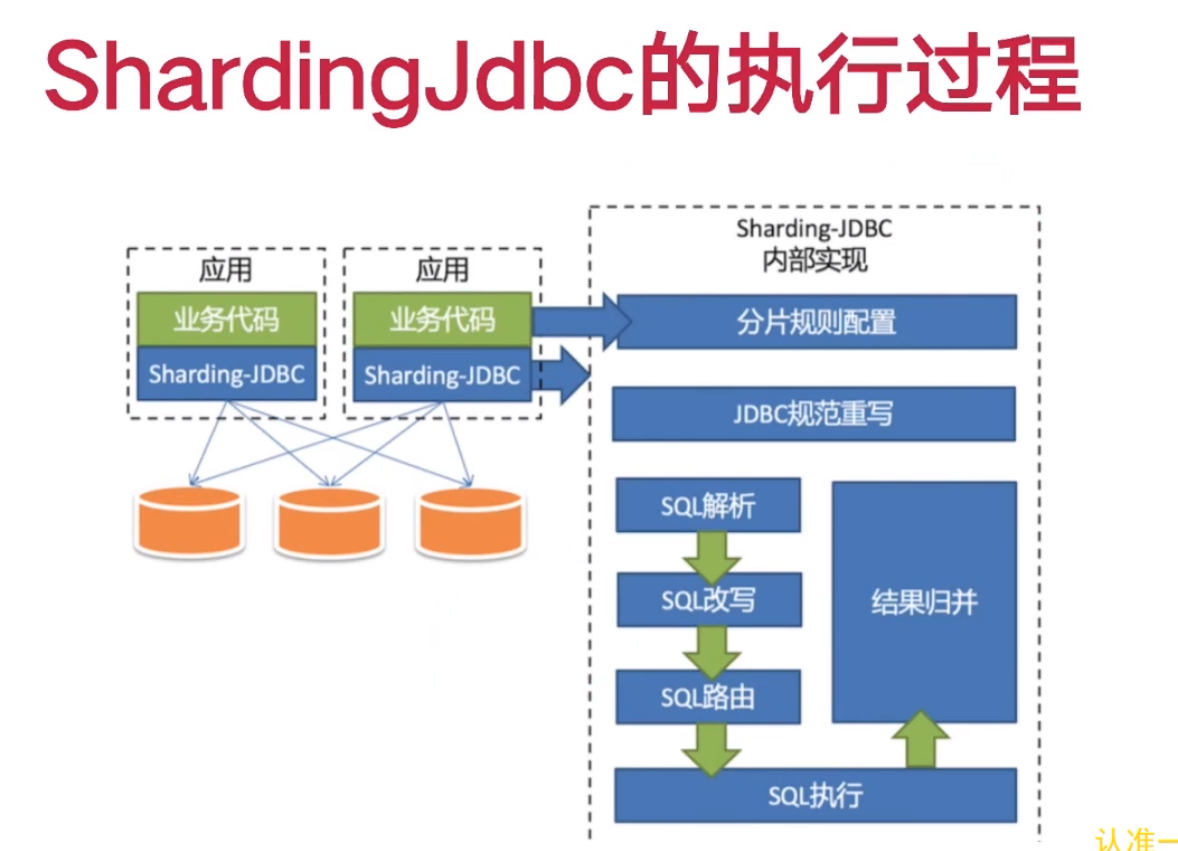 ShardingJdbc的执行过程
应用
业务代码
Sharding-JDBC
应用
业务代码
Sharding-JDBC
Sharding-JDBC
内部实现
分片规则配置
JDBC规范重写
SQL解析
SQL改写
SQL路由
结果归并
SQL执行
认准一